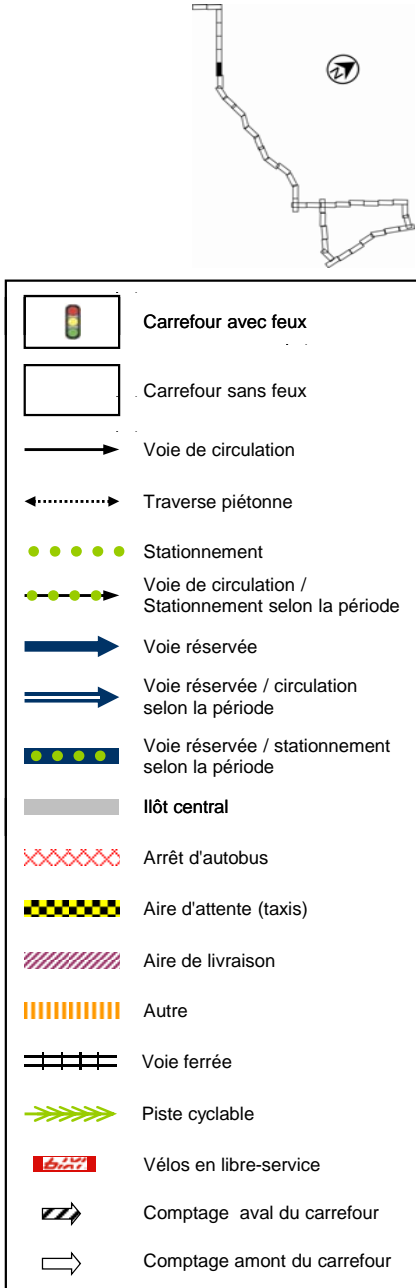 N
Carrefour avec feux
Carrefour sans feux
Voie de circulation
Traverse piétonne
Stationnement
Voie de circulation /
Stationnement selon la période
Voie réservée
Voie réservée / circulation
selon la période
Voie réservée / stationnement
selon la période
Ilôt central
Arrêt d'autobus
Aire d'attente (taxis)
Aire de livraison
Autre
Voie ferrée
Piste cyclable
Vélos en libre-service
Comptage aval du carrefour
Comptage amont du carrefour